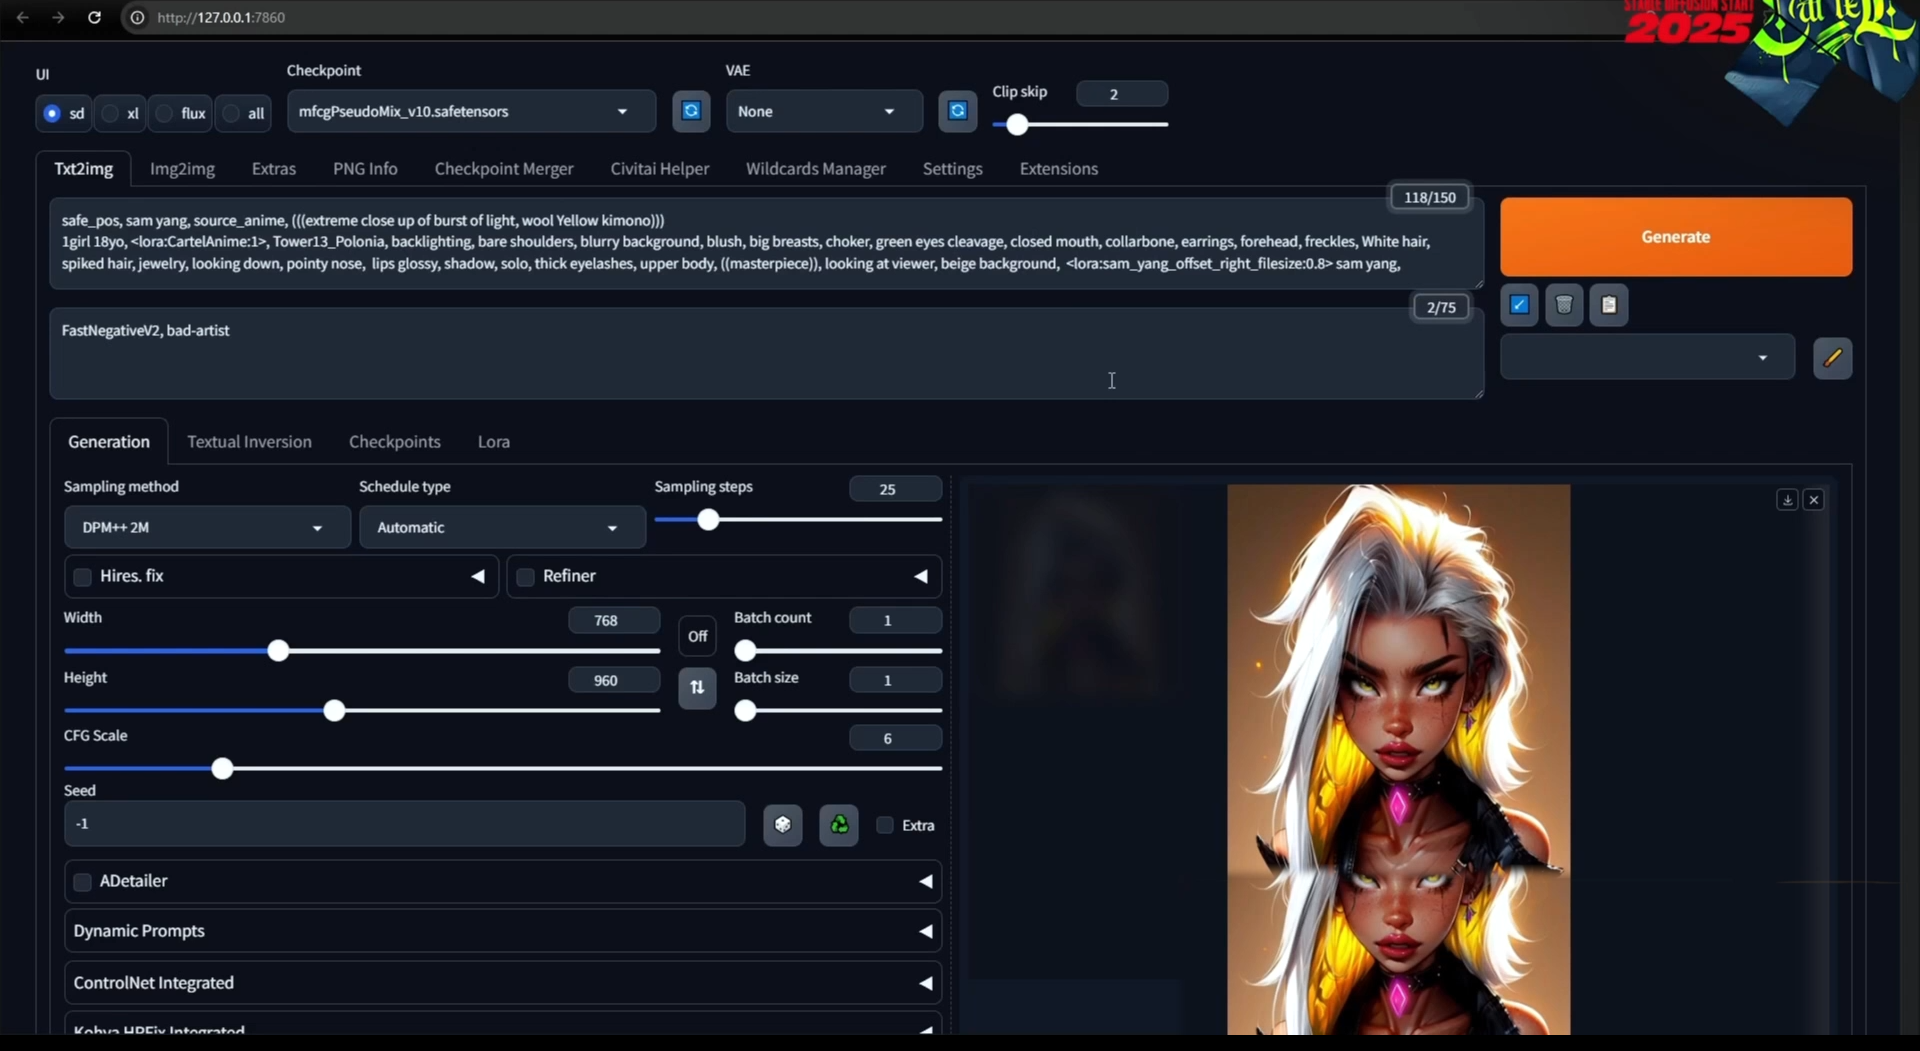 http://127.0.0.1:7860
STABLE DIFFUSION START
2025
UI
Checkpoint
VAE
Clip skip
2
sd
xl
flux
all
mfcgPseudoMix_v10.safetensors
None
Txt2img
Img2img
Extras
PNG Info
Checkpoint Merger
Civitai Helper
Wildcards Manager
Settings
Extensions
118/150
safe_pos, sam yang, source_anime, (((extreme close up of burst of light, wool Yellow kimono)))
1girl 18yo, <lora:CartelAnime:1>, Tower13_Polonia, backlighting, bare shoulders, blurry background, blush, big breasts, choker, green eyes cleavage, closed mouth, collarbone, earrings, forehead, freckles, White hair,
spiked hair, jewelry, looking down, pointy nose,  lips glossy, shadow, solo, thick eyelashes, upper body, ((masterpiece)), looking at viewer, beige background,  <lora:sam_yang_offset_right_filesize:0.8> sam yang,
Generate
2/75
FastNegativeV2, bad-artist
Generation
Textual Inversion
Checkpoints
Lora
Sampling method
Schedule type
Sampling steps
25
DPM++ 2M
Automatic
Hires. fix
Refiner
Width
768
Off
Batch count
1
Height
960
Batch size
1
CFG Scale
6
Seed
-1
Extra
ADetailer
Dynamic Prompts
ControlNet Integrated
Kohya HRFix Integrated